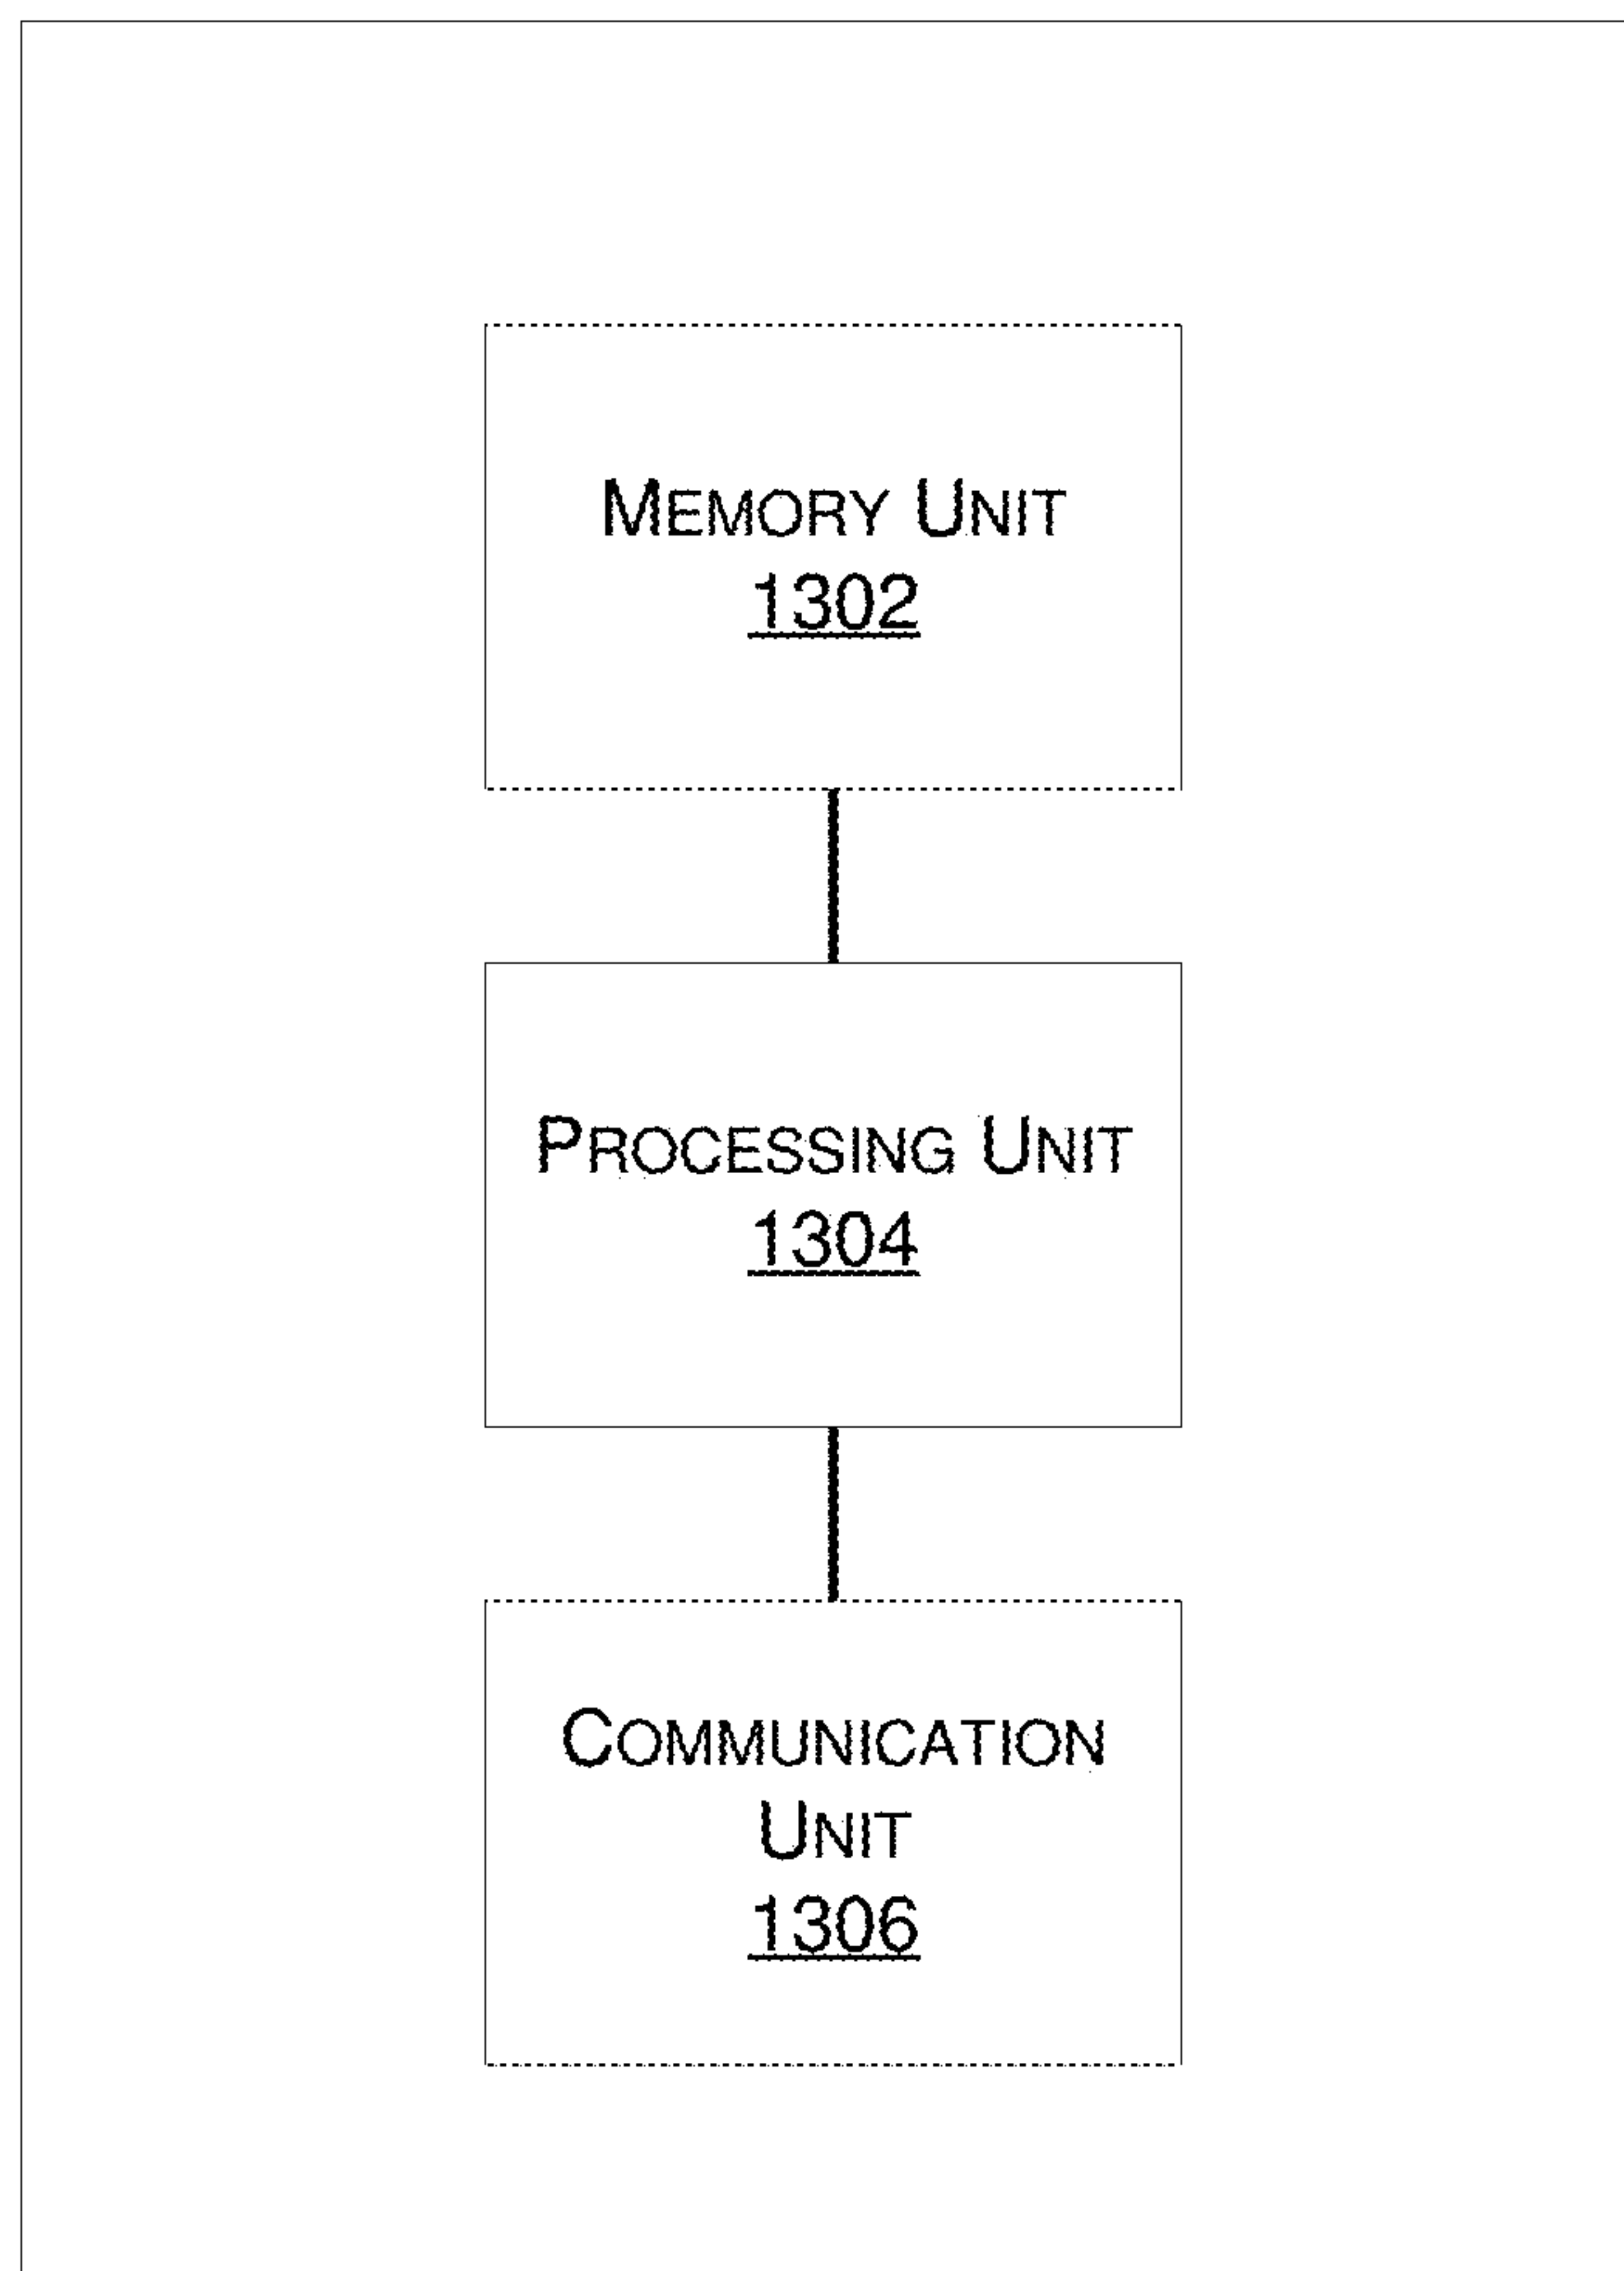 Memory Unit
1302
Processing Unit
1304
Communication
Unit
1306